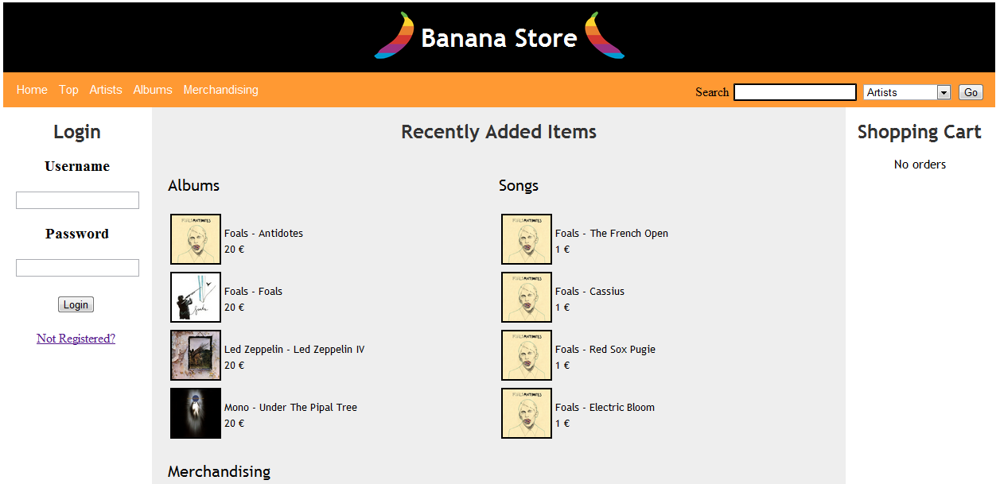 Banana Store
Home Top Artists Albums Merchandising
Search Artists Go
Login
Username
Password
Login
Not Registered?
Recently Added Items
Albums
Foals - Antidotes
20 €
Foals - Foals
20 €
Led Zeppelin - Led Zeppelin IV
20 €
Mono - Under The Pipal Tree
20 €
Songs
FOALS ANTIDOTES
Foals - The French Open
1 €
Foals - Cassius
1 €
Foals - Red Sox Pugie
1 €
Foals - Electric Bloom
1 €
Merchandising
Shopping Cart
No orders